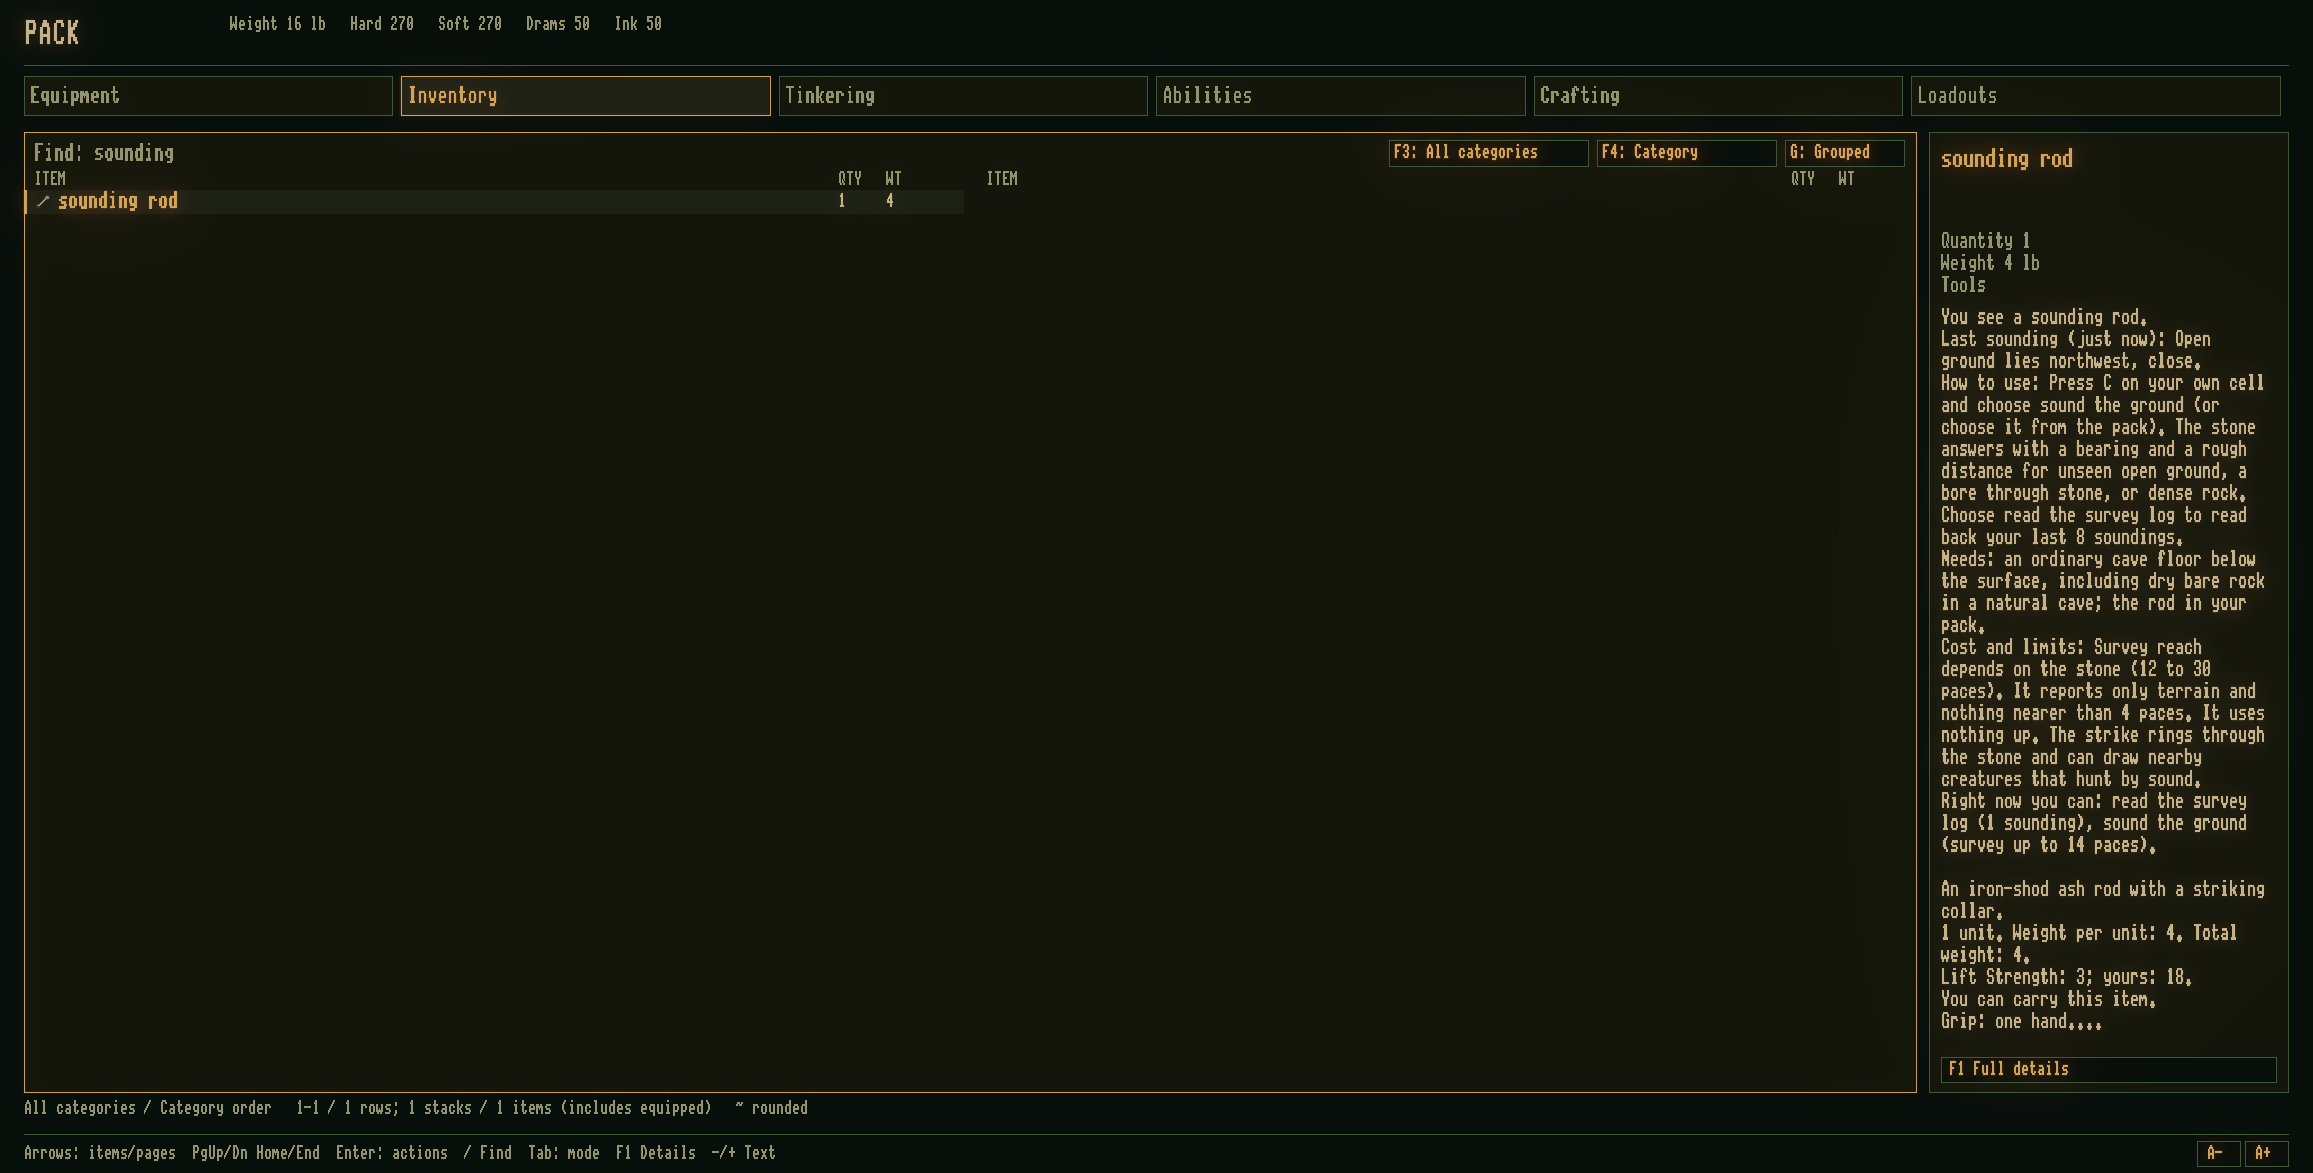 PACK
Weight 16 lb Hard 270 Soft 270 Drams 50 Ink 50
Equipment
Inventory
Tinkering
Abilities
Crafting
Loadouts
Find: sounding
F3: All categories
F4: Category
G: Grouped
ITEM QTY WT ITEM QTY WT
sounding rod 1 4
sounding rod
Quantity 1
Weight 4 lb
Tools
You see a sounding rod.
Last sounding (just now): Open
ground lies northwest, close.
How to use: Press C on your own cell
and choose sound the ground (or
choose it from the pack). The stone
answers with a bearing and a rough
distance for unseen open ground, a
bore through stone, or dense rock.
Choose read the survey log to read
back your last 8 soundings.
Needs: an ordinary cave floor below
the surface, including dry bare rock
in a natural cave; the rod in your
pack.
Cost and limits: Survey reach
depends on the stone (12 to 30
paces). It reports only terrain and
nothing nearer than 4 paces. It uses
nothing up. The strike rings through
the stone and can draw nearby
creatures that hunt by sound.
Right now you can: read the survey
log (1 sounding), sound the ground
(survey up to 14 paces).
An iron-shod ash rod with a striking
collar.
1 unit. Weight per unit: 4. Total
weight: 4.
Lift Strength: 3; yours: 18.
You can carry this item.
Grip: one hand....
F1 Full details
All categories / Category order 1-1 / 1 rows; 1 stacks / 1 items (includes equipped) ~ rounded
Arrows: items/pages PgUp/Dn Home/End Enter: actions / Find Tab: mode F1 Details -/+ Text
A- A+